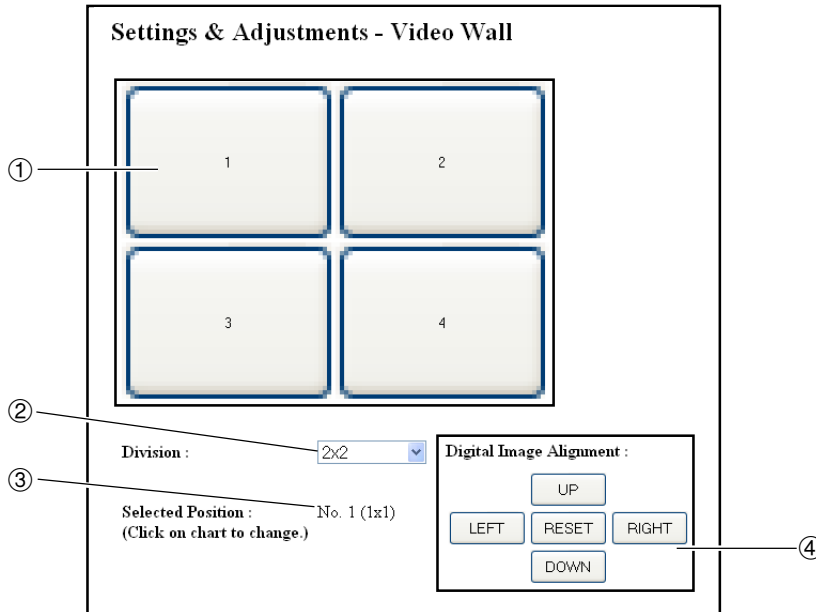 Settings & Adjustments - Video Wall
① 1 2
3 4
②
Division : 2x2
Digital Image Alignment :
③
UP
Selected Position : No. 1 (1x1)
(Click on chart to change.)
LEFT RESET RIGHT
④
DOWN